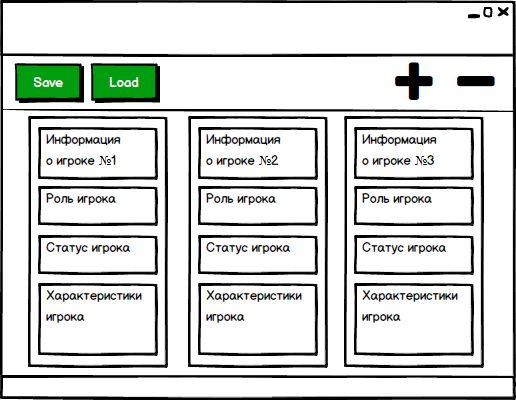 Save Load
Информация Информация Информация
о игроке №1 о игроке №2 о игроке №3
Роль игрока Роль игрока Роль игрока
Статус игрока Статус игрока Статус игрока
Характеристики Характеристики Характеристики
игрока игрока игрока